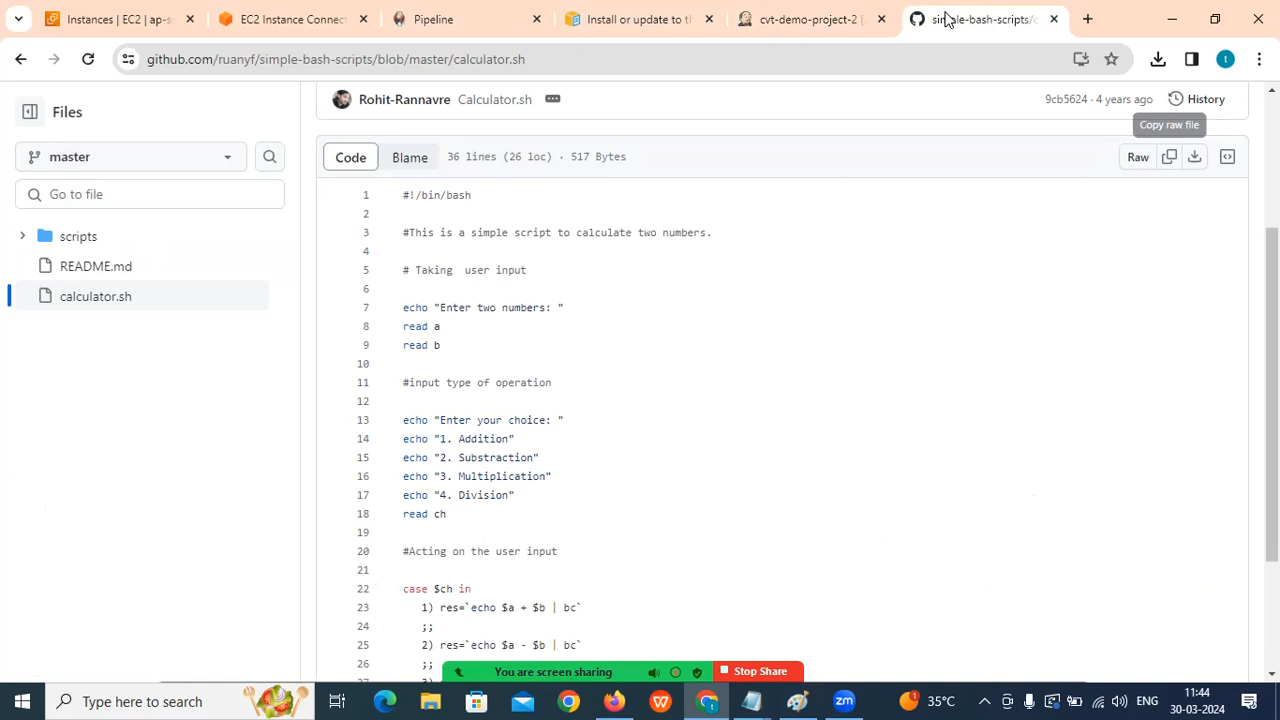 Instances | EC2 | ap-s
EC2 Instance Connect
Pipeline
Install or update to th
cvt-demo-project-2 [
simple-bash-scripts/c
github.com/ruanyf/simple-bash-scripts/blob/master/calculator.sh
t
Files
master
Go to file
scripts
README.md
calculator.sh
Rohit-Rannavre Calculator.sh
9cb5624 · 4 years ago
History
Copy raw file
Code
Blame
36 lines (26 loc) · 517 Bytes
Raw
1 #!/bin/bash
2
3 #This is a simple script to calculate two numbers.
4
5 # Taking  user input
6
7 echo "Enter two numbers: "
8 read a
9 read b
10
11 #input type of operation
12
13 echo "Enter your choice: "
14 echo "1. Addition"
15 echo "2. Substraction"
16 echo "3. Multiplication"
17 echo "4. Division"
18 read ch
19
20 #Acting on the user input
21
22 case $ch in
23 1) res=`echo $a + $b | bc`
24 ;;
25 2) res=`echo $a - $b | bc`
26 ;;
You are screen sharing
Stop Share
Type here to search
zm
35°C
ENG
11:44
30-03-2024